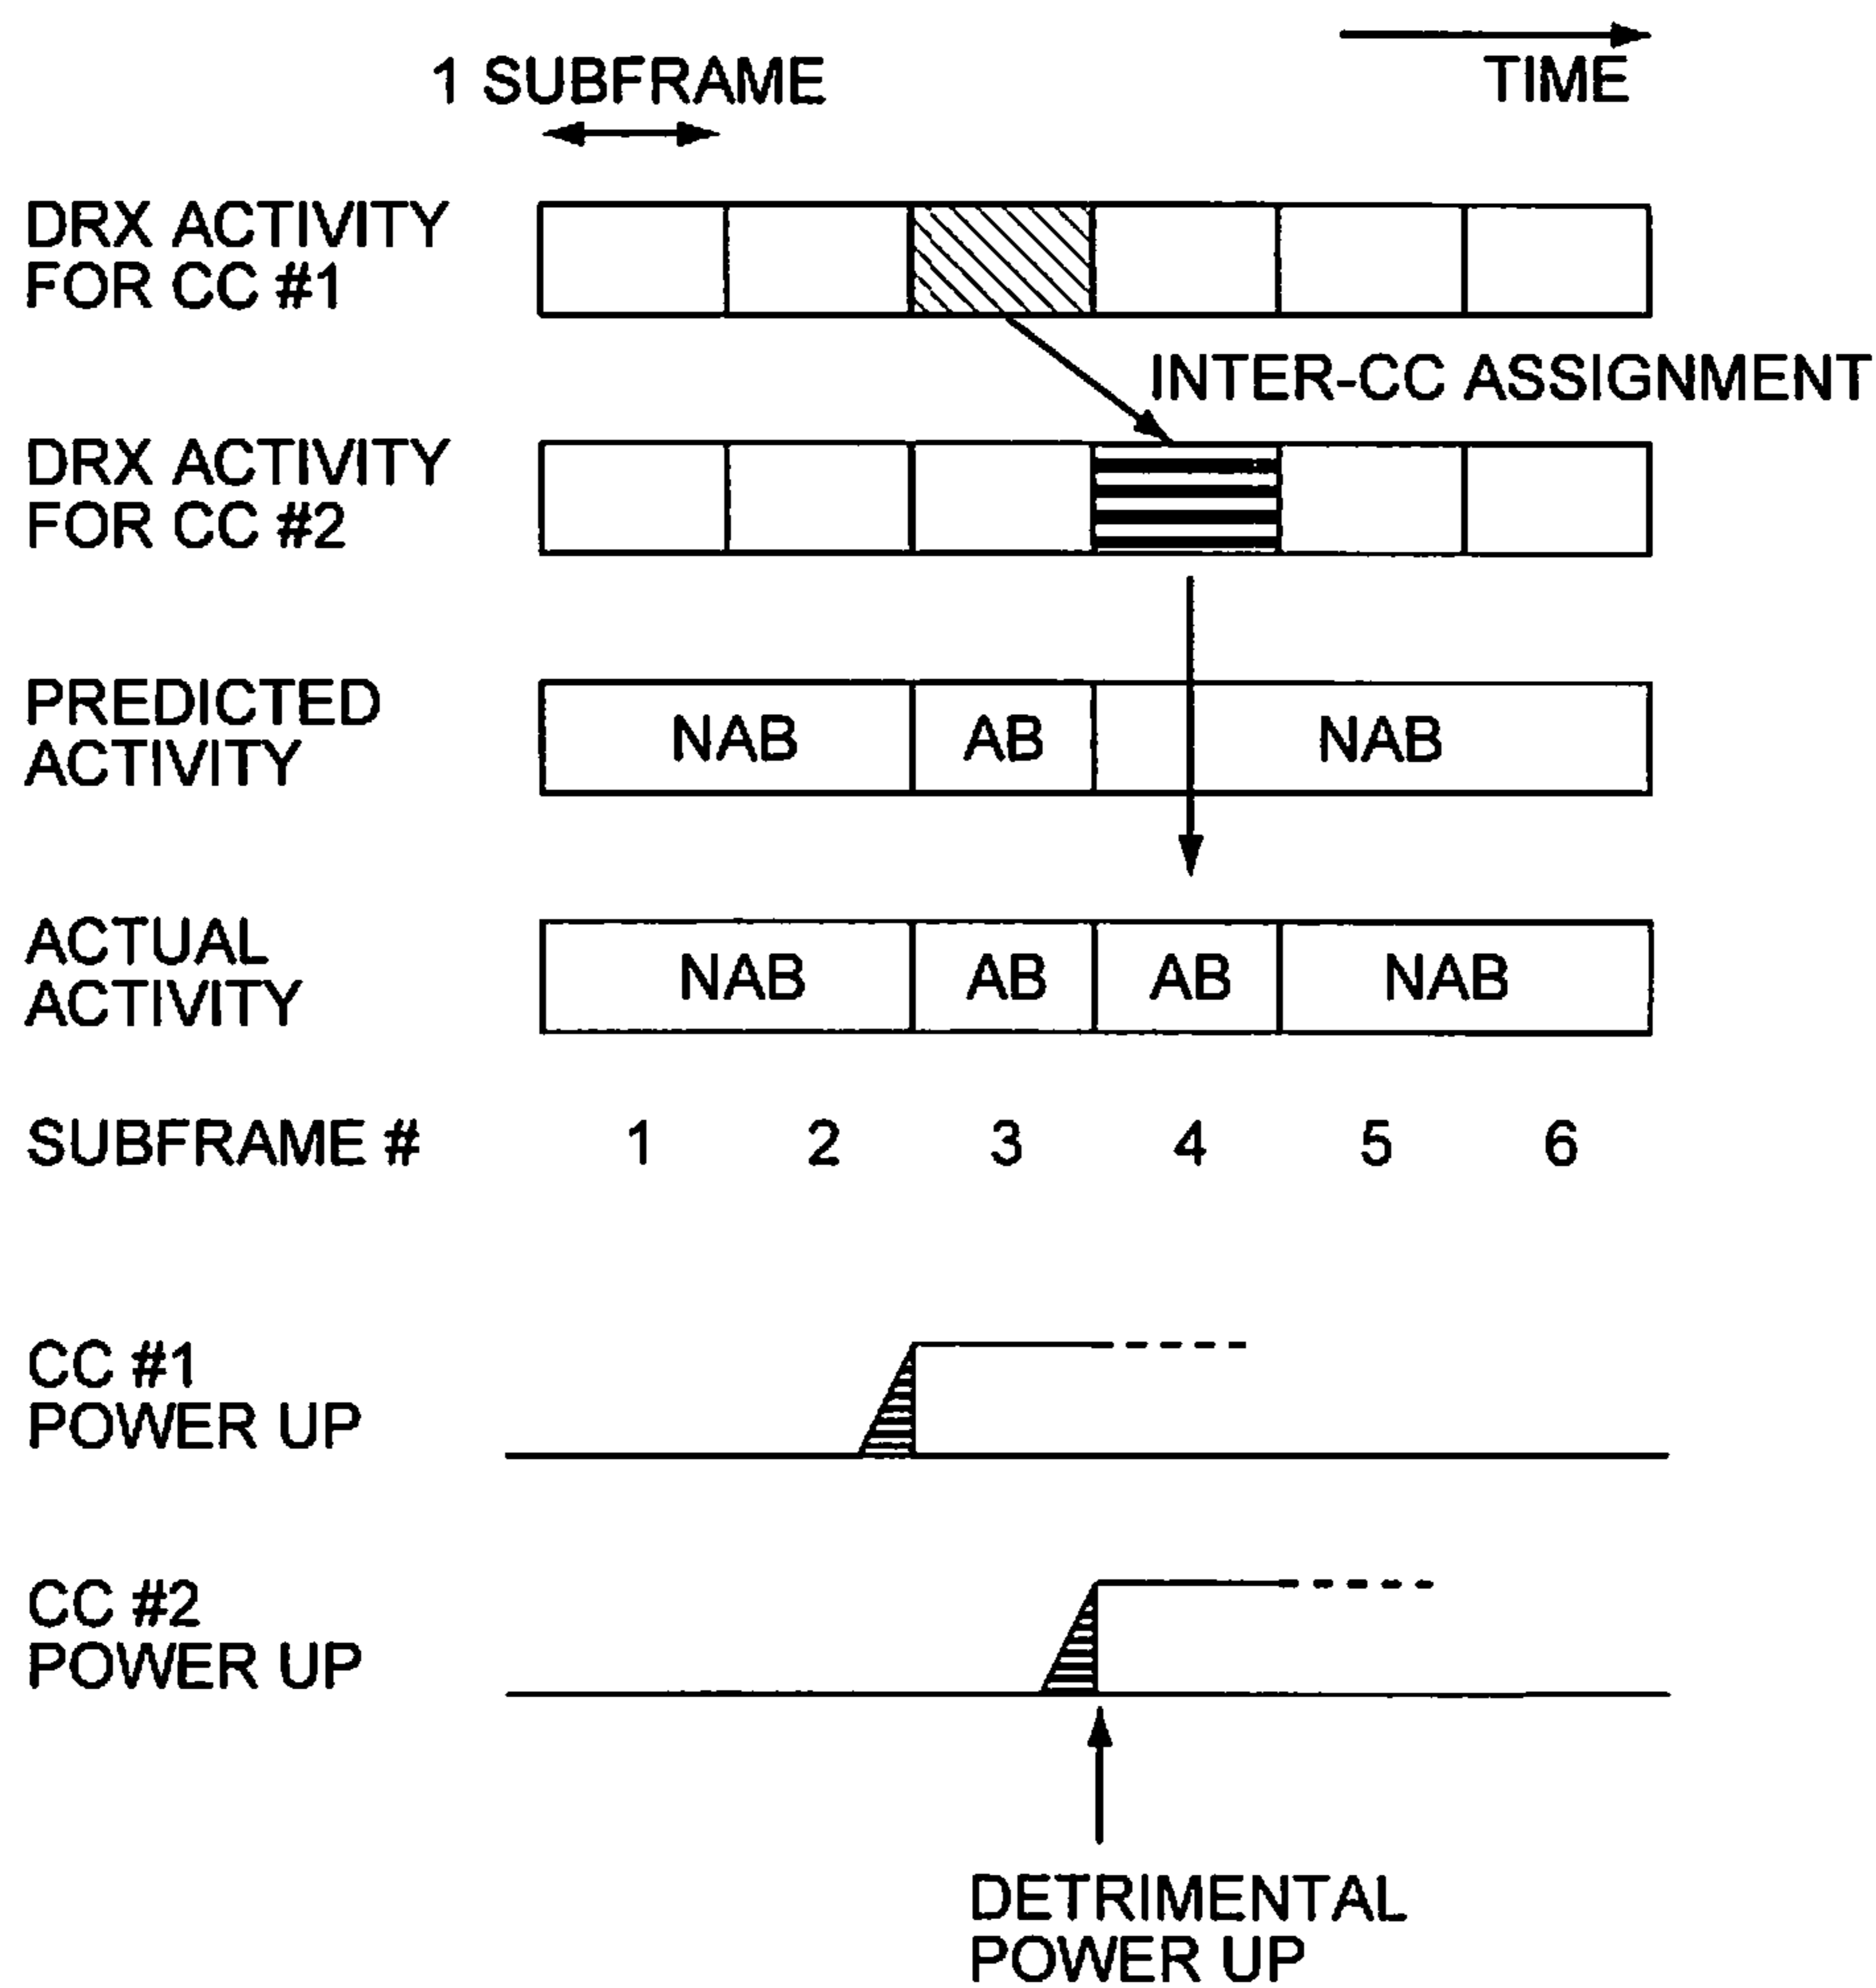 1 SUBFRAME
TIME
DRX ACTIVITY
FOR CC #1
INTER-CC ASSIGNMENT
DRX ACTIVITY
FOR CC #2
PREDICTED
ACTIVITY
NAB
AB
NAB
ACTUAL
ACTIVITY
NAB
AB
AB
NAB
SUBFRAME # 1 2 3 4 5 6
CC #1
POWER UP
CC #2
POWER UP
DETRIMENTAL
POWER UP